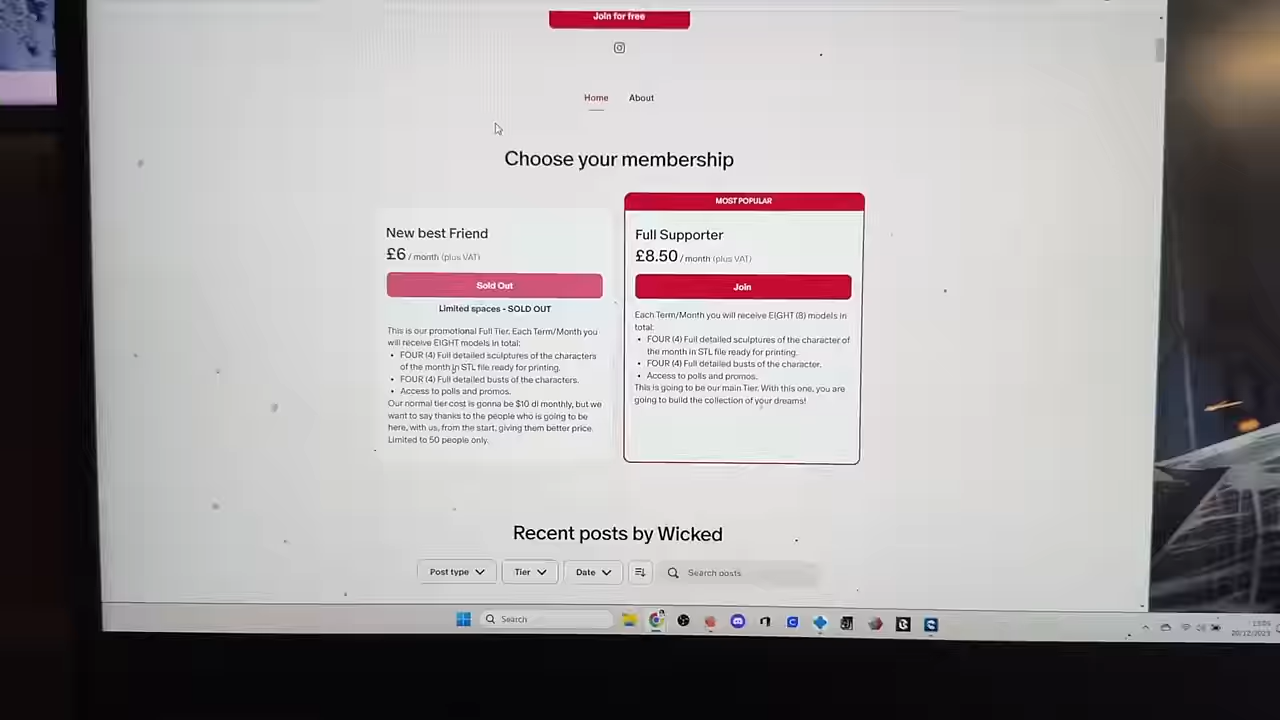 Join for free
Home About
Choose your membership
New best Friend
£6 / month (plus VAT)
Sold Out
Limited spaces - SOLD OUT
This is our promotional Full Tier. Each Term/Month you
will receive EIGHT models in total:
• FOUR (4) Full detailed sculptures of the characters
of the month in STL file ready for printing.
• FOUR (4) Full detailed busts of the characters.
• Access to polls and promos.
Our normal tier cost is gonna be $10 dl monthly, but we
want to say thanks to the people who is going to be
here, with us, from the start, giving them better price.
Limited to 50 people only.
MOST POPULAR
Full Supporter
£8.50 / month (plus VAT)
Join
Each Term/Month you will receive EIGHT (8) models in
total:
• FOUR (4) Full detailed sculptures of the character of
the month in STL file ready for printing.
• FOUR (4) Full detailed busts of the character.
• Access to polls and promos.
This is going to be our main Tier. With this one, you are
going to build the collection of your dreams!
Recent posts by Wicked
Post type Tier Date Search posts
Search
20/12/2023